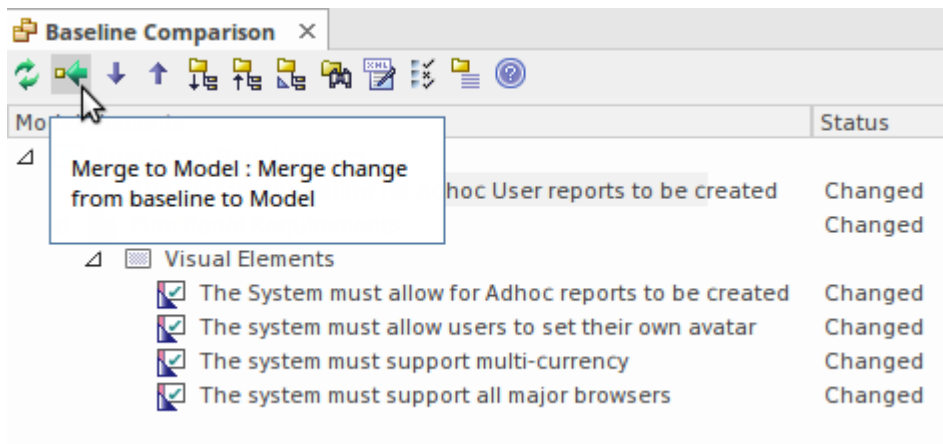 Baseline Comparison
XML
Mo
Status
Merge to Model : Merge change
from baseline to Model
hoc User reports to be created Changed
Changed
Visual Elements
The System must allow for Adhoc reports to be created Changed
The system must allow users to set their own avatar Changed
The system must support multi-currency Changed
The system must support all major browsers Changed